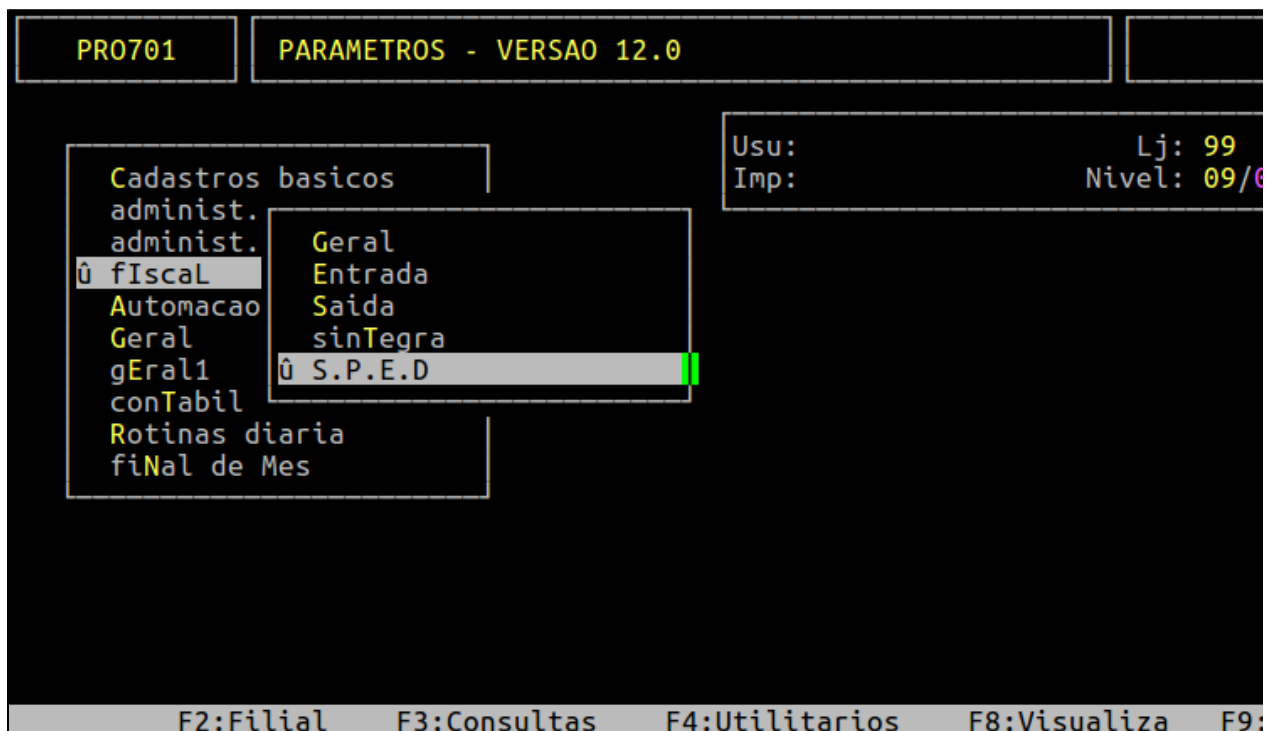 PRO701 PARAMETROS - VERSAO 12.0
Usu: Lj: 99
Imp: Nivel: 09/0
Cadastros basicos
administ.
administ.
û fIscaL
Automacao
Geral
gEral1
conTabil
Rotinas diaria
fiNal de Mes
Geral
Entrada
Saida
sinTegra
û S.P.E.D
F2:Filial F3:Consultas F4:Utilitarios F8:Visualiza F9: